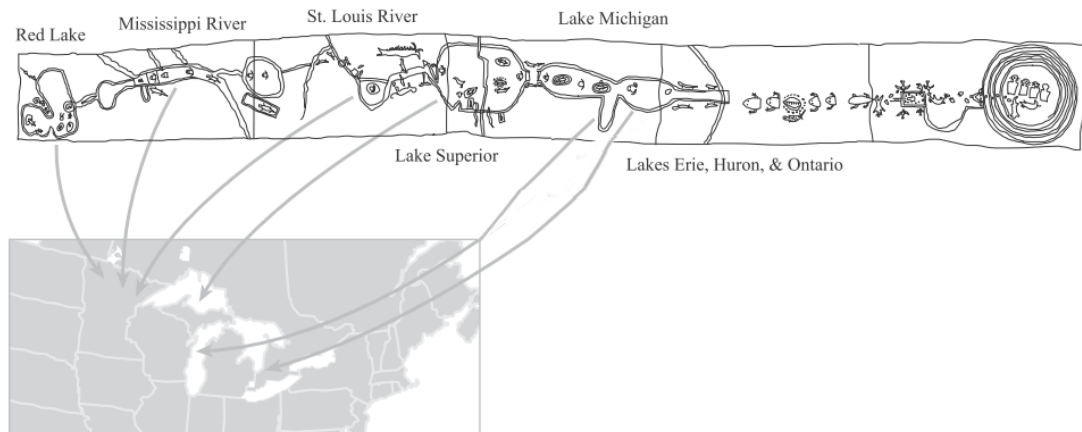 Red Lake
Mississippi River
St. Louis River
Lake Michigan
Lake Superior
Lakes Erie, Huron, & Ontario